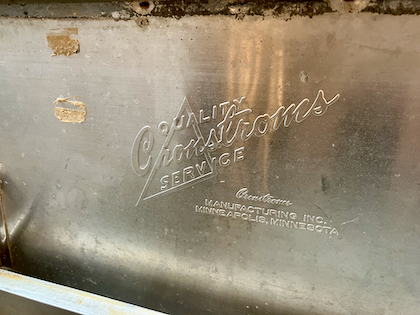 QUALITY
Cronstroms
SERVICE
Cronstroms
MANUFACTURING INC.
MINNEAPOLIS, MINNESOTA